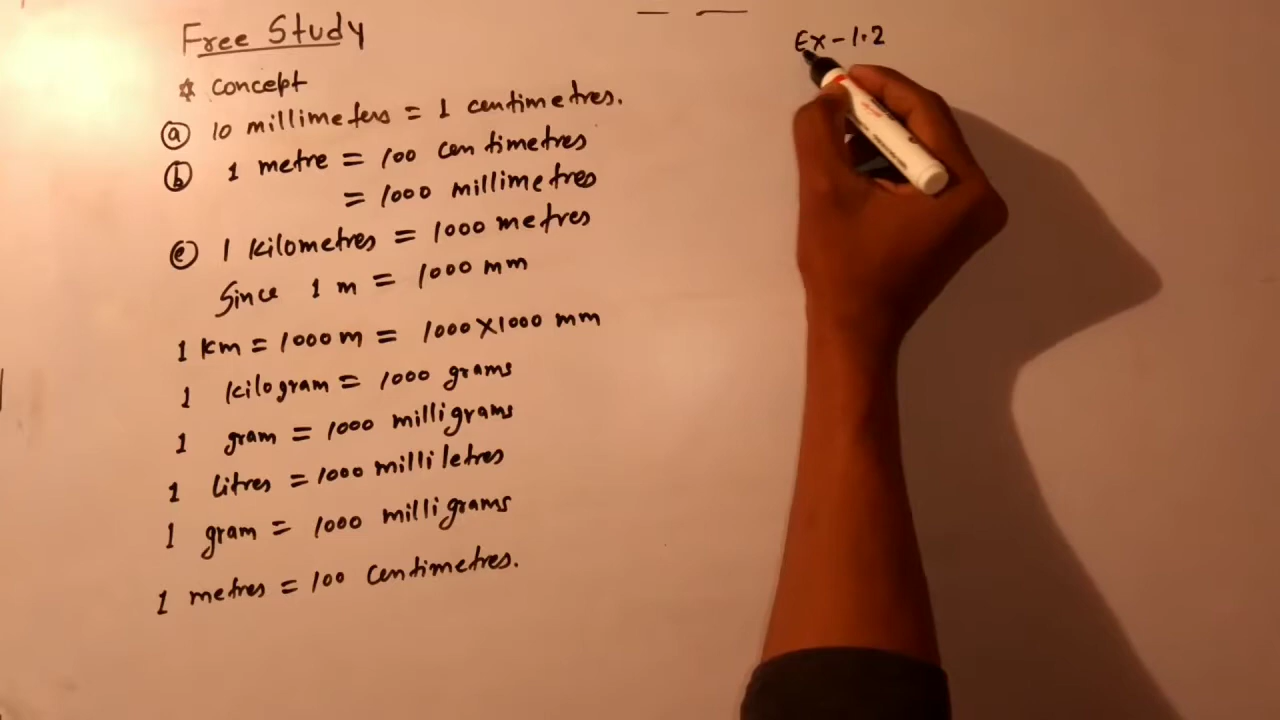 Free Study
* concept
(a) 10 millimeters = 1 centimetres.
(b) 1 metre = 100 centimetres
= 1000 millimetres
(c) 1 kilometres = 1000 metres
Since 1 m = 1000 mm
1 km = 1000 m = 1000 × 1000 mm
1 kilogram = 1000 grams
1 gram = 1000 milligrams
1 litres = 1000 milliletres
1 gram = 1000 milligrams
1 metres = 100 centimetres.
Ex - 1.2